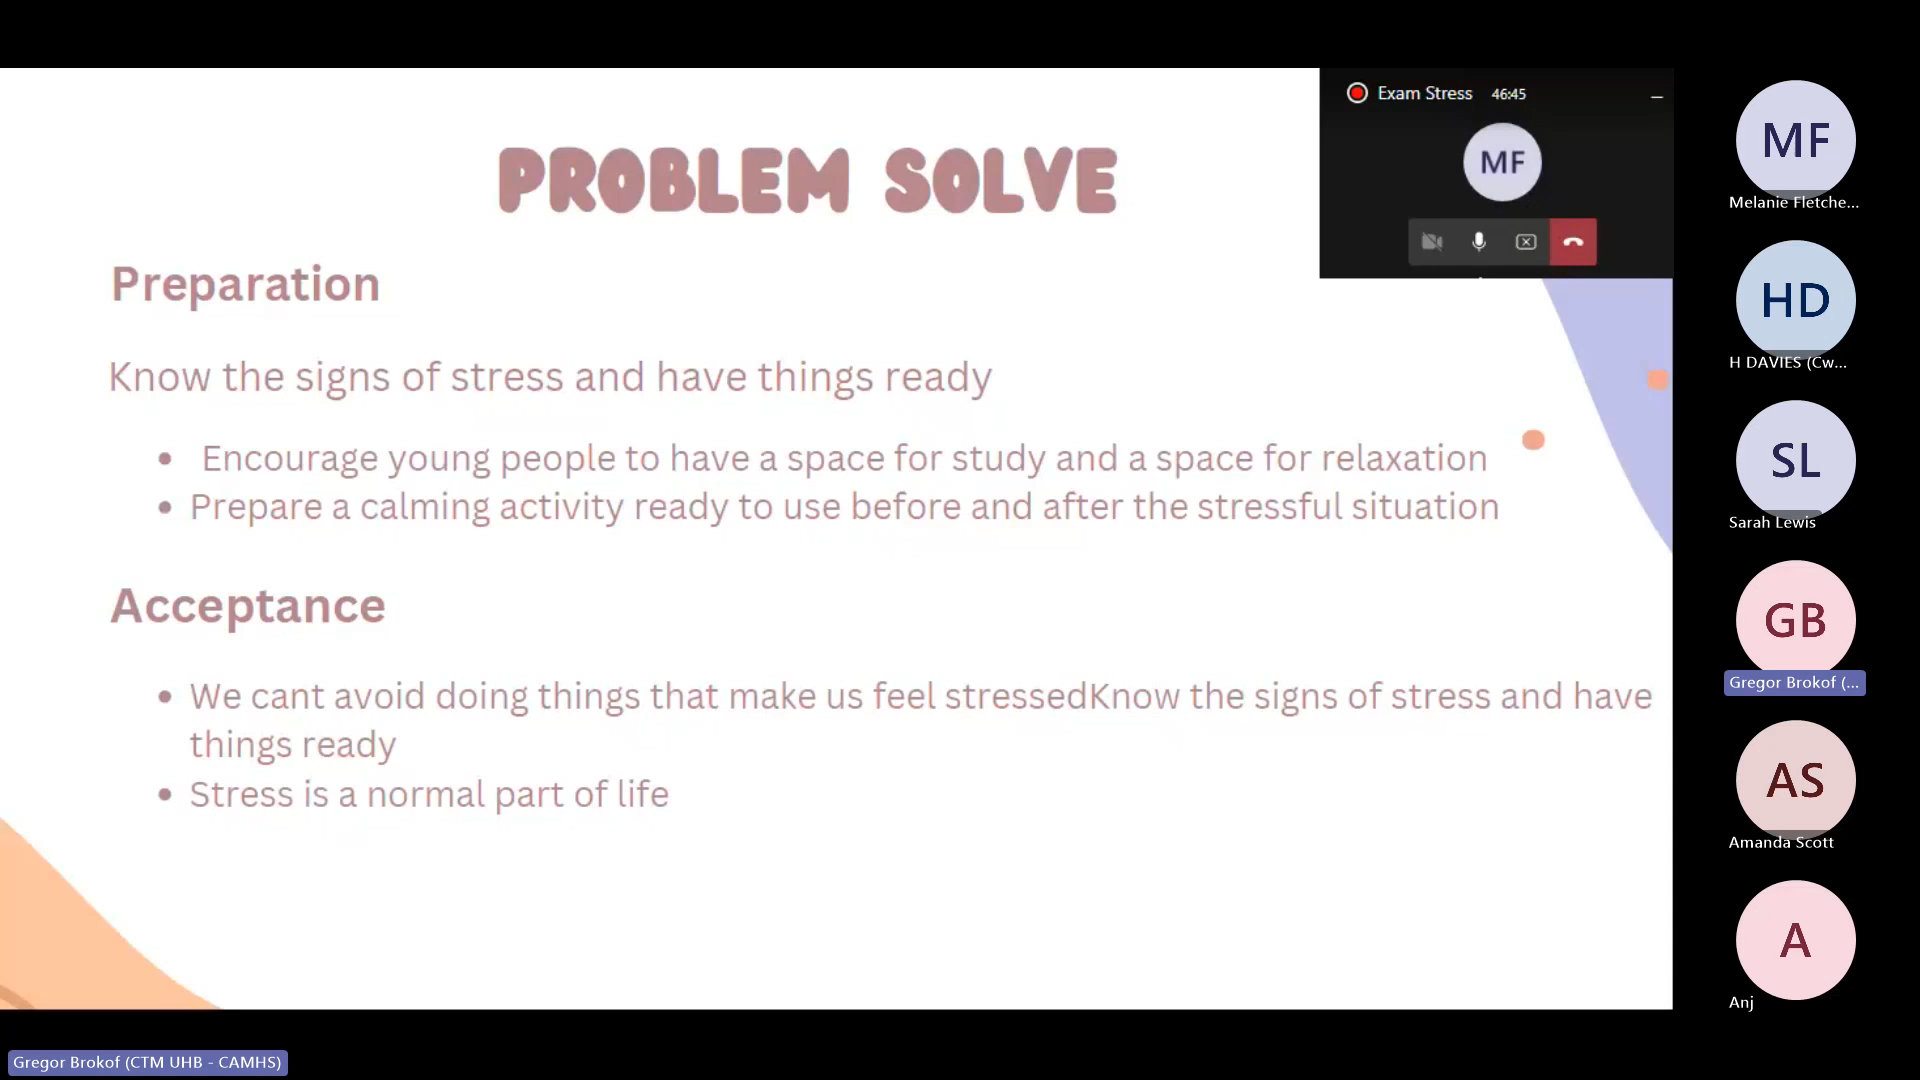 PROBLEM SOLVE
Preparation
Know the signs of stress and have things ready
• Encourage young people to have a space for study and a space for relaxation
• Prepare a calming activity ready to use before and after the stressful situation
Acceptance
• We cant avoid doing things that make us feel stressedKnow the signs of stress and have
things ready
• Stress is a normal part of life
Exam Stress 46:45
MF
MF
Melanie Fletche...
HD
H DAVIES (Cw...
SL
Sarah Lewis
GB
Gregor Brokof (...
AS
Amanda Scott
A
Anj
Gregor Brokof (CTM UHB - CAMHS)